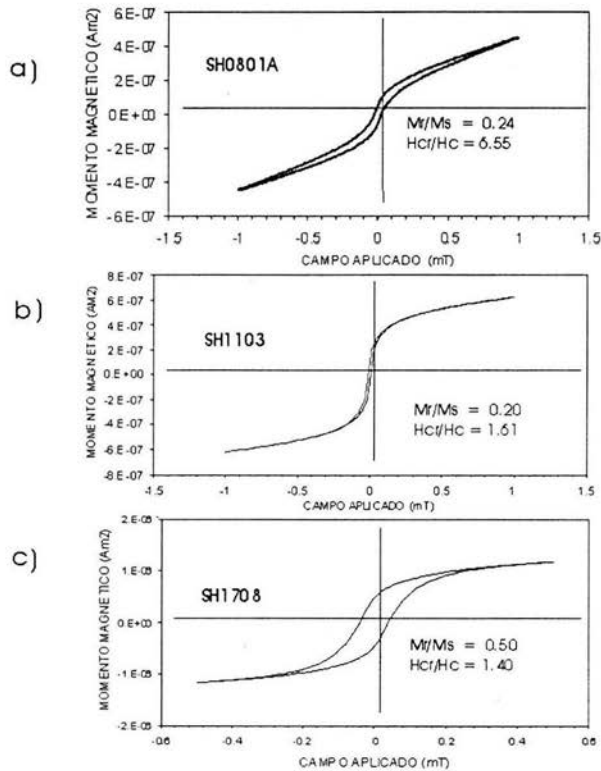 a)
MOMENTO MAGNETICO (Am2)
6E-07
4E-07
2E-07
0E+00
-2E-07
-4E-07
-6E-07
SH0801A
Mr/Ms = 0.24
Hcr/Hc = 6.55
-1.5 -1 -0.5 0 0.5 1 1.5
CAMPO APLICADO (mT)
b)
MOMENTO MAGNETICO (AM2)
8E-07
6E-07
4E-07
2E-07
0.E+00
-2E-07
-4E-07
-6E-07
-8E-07
SH1103
Mr/Ms = 0.20
Hcr/Hc = 1.61
-1.5 -1 -0.5 0 0.5 1 1.5
CAMPO APLICADO (mT)
c)
MOMENTO MAGNETICO (Am2)
SH1708
Mr/Ms = 0.50
Hcr/Hc = 1.40
-0.6 -0.4 -0.2 0 0.2 0.4 0.6
CAMPO APLICADO (mT)